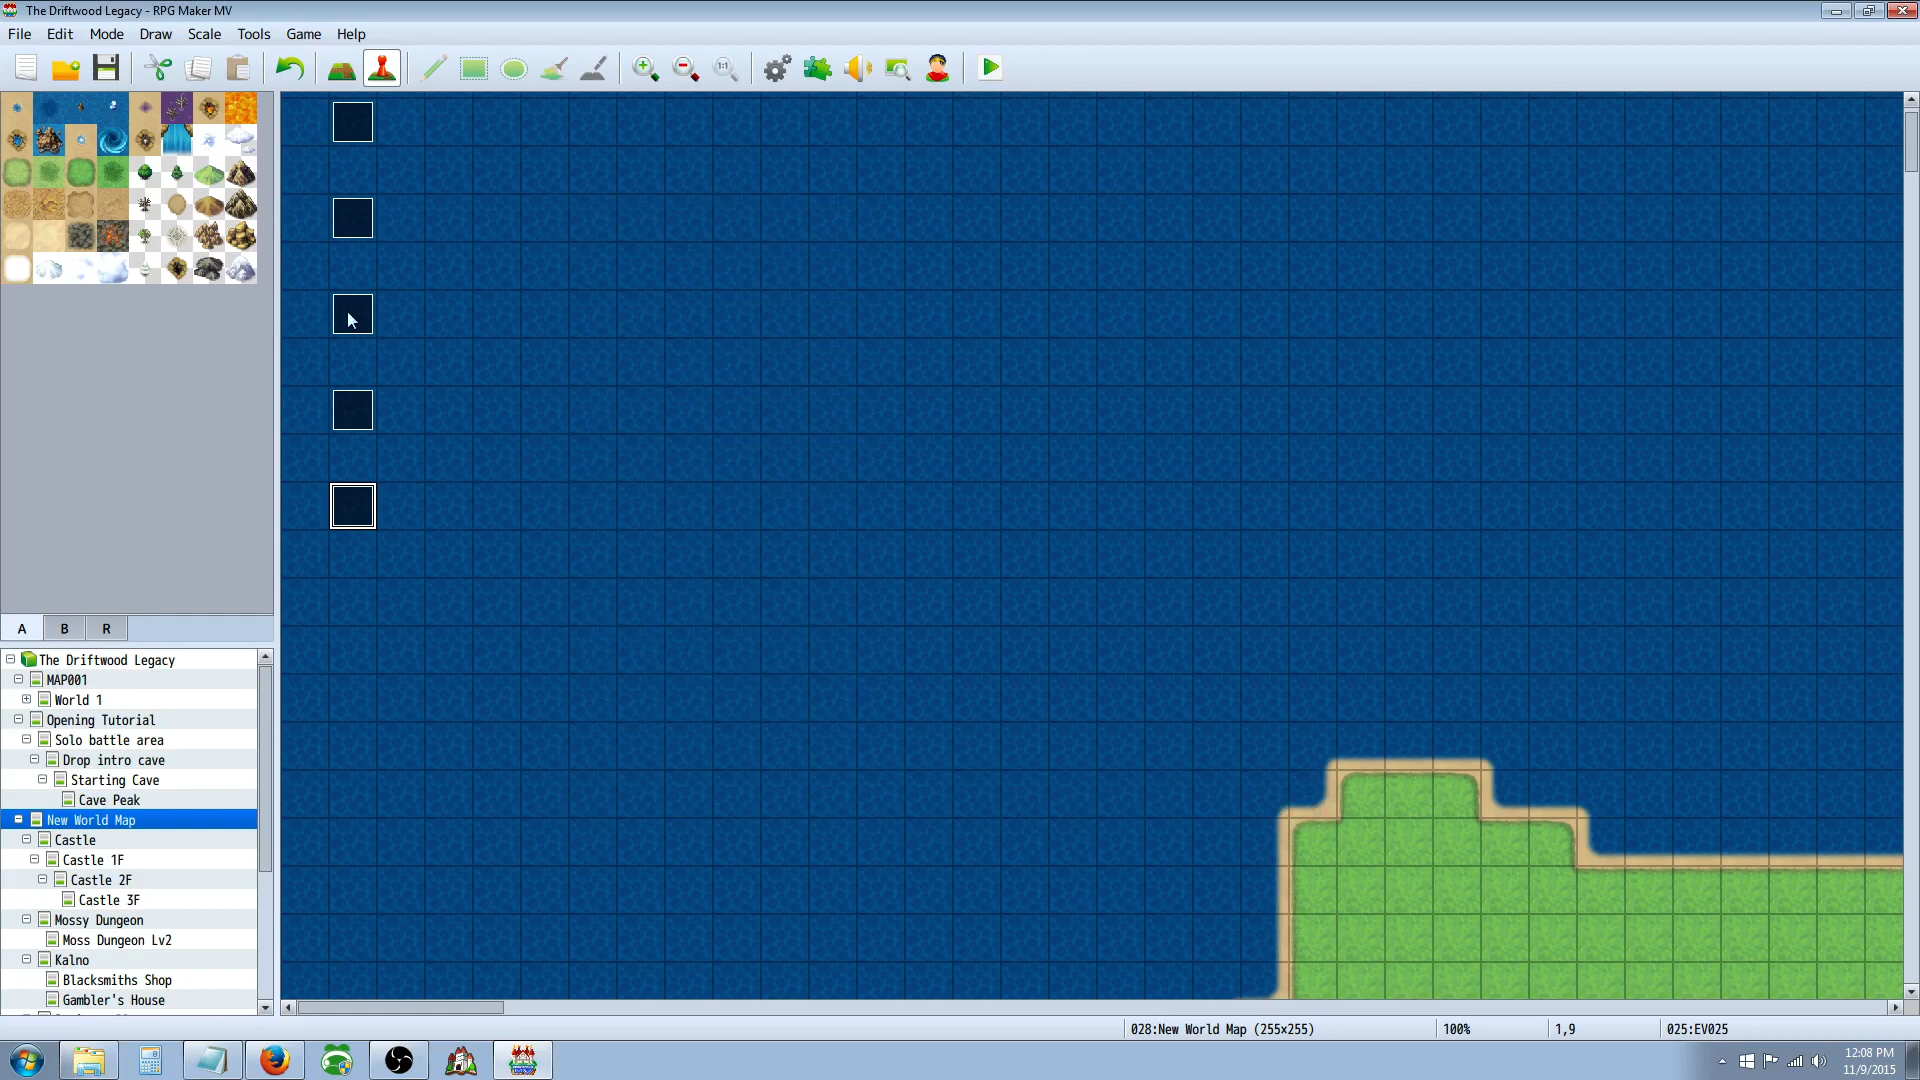 The Driftwood Legacy - RPG Maker MV
File Edit Mode Draw Scale Tools Game Help
1:1
A B R
The Driftwood Legacy
MAP001
World 1
Opening Tutorial
Solo battle area
Drop intro cave
Starting Cave
Cave Peak
New World Map
Castle
Castle 1F
Castle 2F
Castle 3F
Mossy Dungeon
Moss Dungeon Lv2
Kalno
Blacksmiths Shop
Gambler's House
028:New World Map (255x255) 100% 1,9 025:EV025
12:08 PM
11/9/2015